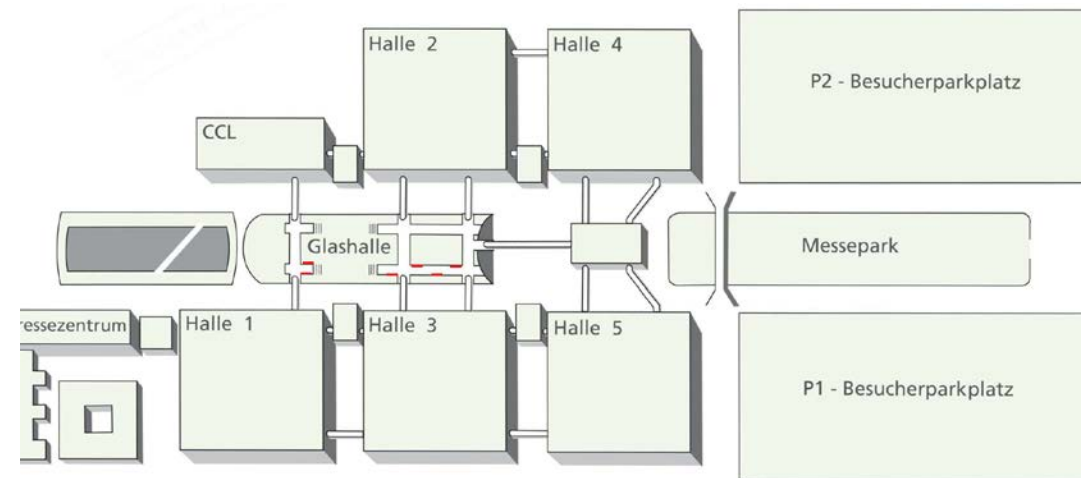 Halle 2
Halle 4
P2 - Besucherparkplatz
CCL
Glashalle
Messepark
ressezentrum
Halle 1
Halle 3
Halle 5
P1 - Besucherparkplatz